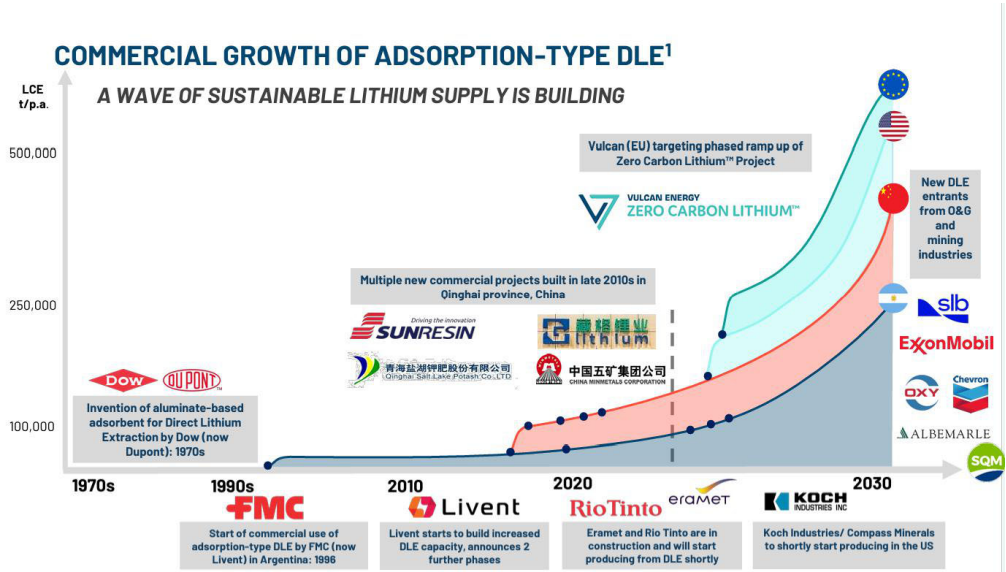 COMMERCIAL GROWTH OF ADSORPTION-TYPE DLE¹
A WAVE OF SUSTAINABLE LITHIUM SUPPLY IS BUILDING
LCE
t/p.a.
500,000
250,000
100,000
Vulcan (EU) targeting phased ramp up of
Zero Carbon Lithium™ Project
VULCAN ENERGY
ZERO CARBON LITHIUM™
New DLE
entrants
from O&G
and
mining
industries
Multiple new commercial projects built in late 2010s in
Qinghai province, China
Driving the innovation
SUNRESIN
藏格锂业
lithium
青海盐湖钾肥股份有限公司
Qinghai Salt Lake Potash Co.,LTD
中国五矿集团公司
CHINA MINMETALS CORPORATION
slb
ExxonMobil
OXY
Chevron
ALBEMARLE
SQM
DOW
DUPONT™
Invention of aluminate-based
adsorbent for Direct Lithium
Extraction by Dow (now
Dupont): 1970s
1970s
1990s
2010
2020
2030
FMC
Start of commercial use of
adsorption-type DLE by FMC (now
Livent) in Argentina: 1996
Livent
Livent starts to build increased
DLE capacity, announces 2
further phases
RioTinto
eramet
Eramet and Rio Tinto are in
construction and will start
producing from DLE shortly
KOCH
INDUSTRIES INC
Koch Industries/ Compass Minerals
to shortly start producing in the US